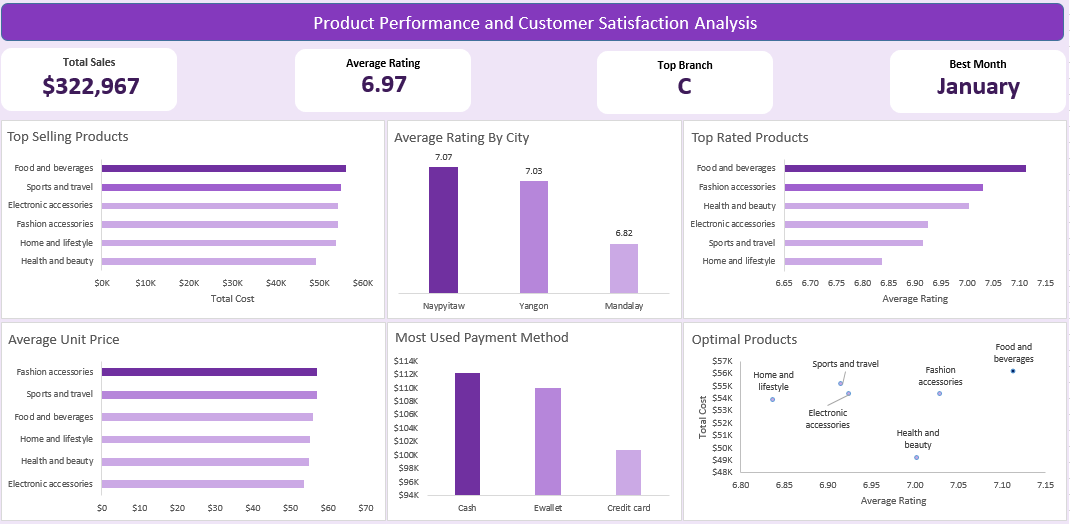 Product Performance and Customer Satisfaction Analysis
Total Sales
$322,967
Average Rating
6.97
Top Branch
C
Best Month
January
Top Selling Products
Food and beverages
Sports and travel
Electronic accessories
Fashion accessories
Home and lifestyle
Health and beauty
$0K $10K $20K $30K $40K $50K $60K
Total Cost
Average Rating By City
7.07
7.03
6.82
Naypyitaw Yangon Mandalay
Top Rated Products
Food and beverages
Fashion accessories
Health and beauty
Electronic accessories
Sports and travel
Home and lifestyle
6.65 6.70 6.75 6.80 6.85 6.90 6.95 7.00 7.05 7.10 7.15
Average Rating
Average Unit Price
Fashion accessories
Sports and travel
Food and beverages
Home and lifestyle
Health and beauty
Electronic accessories
$0 $10 $20 $30 $40 $50 $60 $70
Most Used Payment Method
$114K
$112K
$110K
$108K
$106K
$104K
$102K
$100K
$98K
$96K
$94K
Cash Ewallet Credit card
Optimal Products
Total Cost
$57K
$56K
$55K
$54K
$53K
$52K
$51K
$50K
$49K
$48K
Home and
lifestyle
Sports and travel
Electronic
accessories
Fashion
accessories
Health and
beauty
Food and
beverages
6.80 6.85 6.90 6.95 7.00 7.05 7.10 7.15
Average Rating